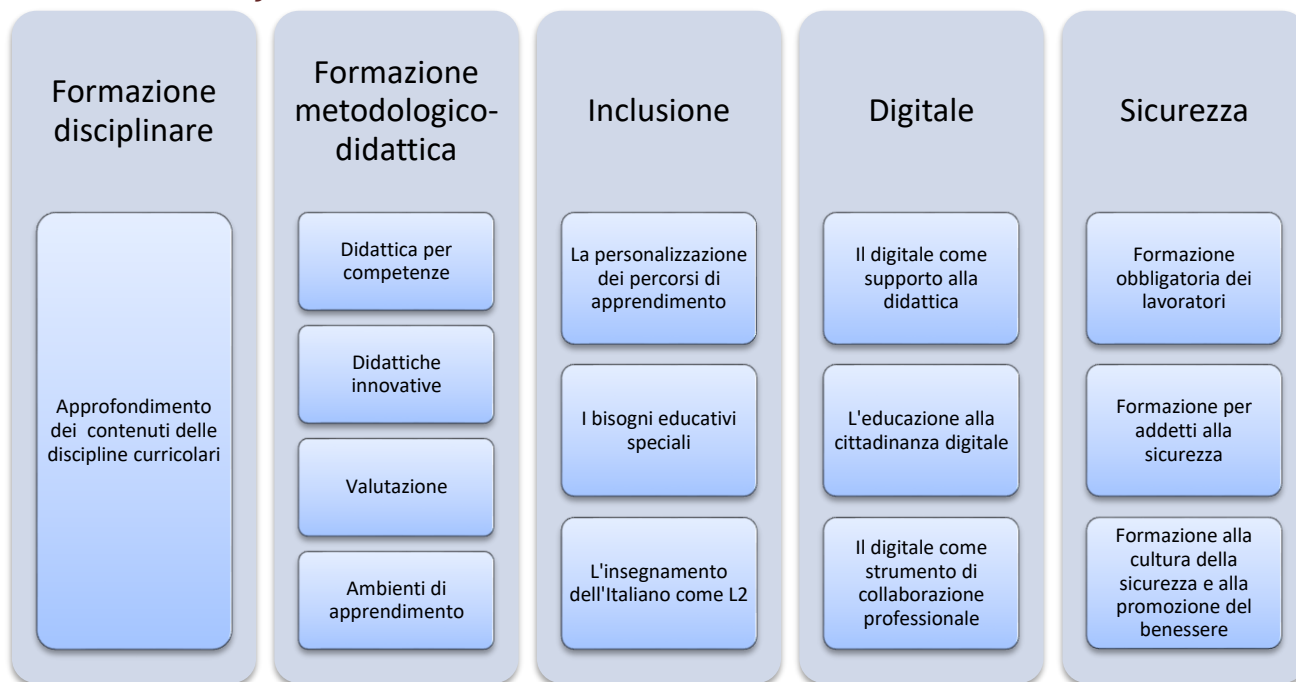 Formazione
disciplinare
Approfondimento
dei contenuti delle
discipline curricolari
Formazione
metodologico-
didattica
Didattica per
competenze
Didattiche
innovative
Valutazione
Ambienti di
apprendimento
Inclusione
La personalizzazione
dei percorsi di
apprendimento
I bisogni educativi
speciali
L'insegnamento
dell'Italiano come L2
Digitale
Il digitale come
supporto alla
didattica
L'educazione alla
cittadinanza digitale
Il digitale come
strumento di
collaborazione
professionale
Sicurezza
Formazione
obbligatoria dei
lavoratori
Formazione per
addetti alla
sicurezza
Formazione alla
cultura della
sicurezza e alla
promozione del
benessere